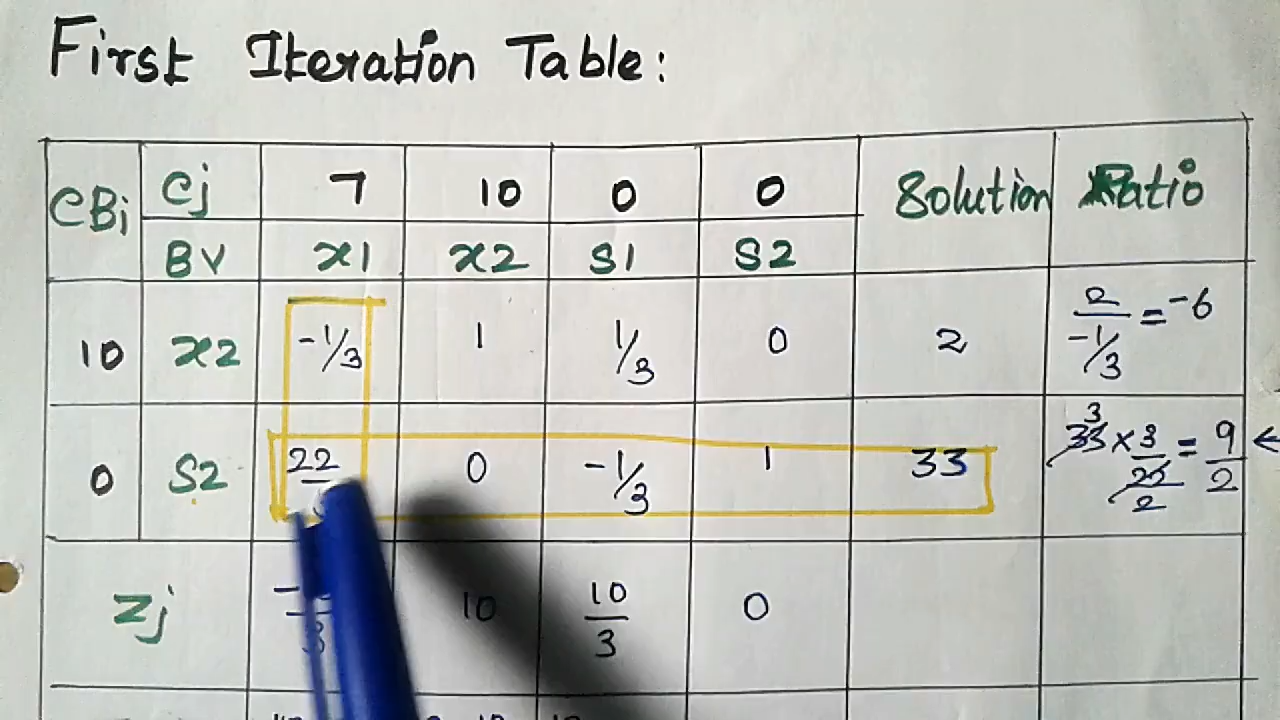 First Iteration Table:
CBi Cj 7 10 0 0 Solution Ratio
BV x1 x2 S1 S2
10 x2 -1/3 1 1/3 0 2 2/-1/3 = -6
0 S2 22 0 -1/3 1 33 33 3 × 3/22 2 = 9/2 ←
Zj 10 10/3 0